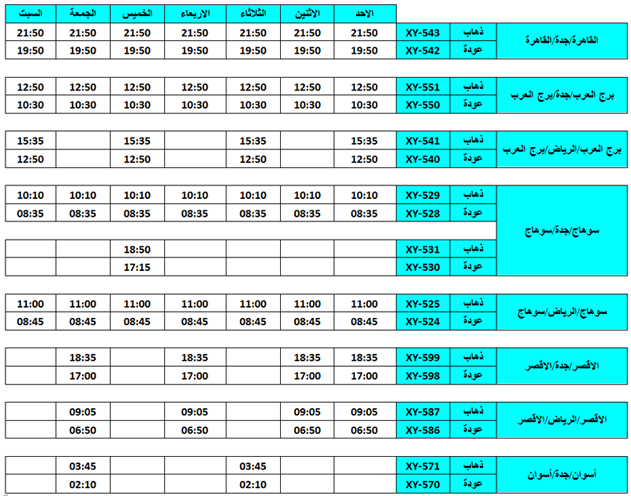 الاحد الاثنين الثلاثاء الاربعاء الخميس الجمعة السبت
القاهرة/جدة/القاهرة
ذهاب XY-543 21:50 21:50 21:50 21:50 21:50 21:50 21:50
عودة XY-542 19:50 19:50 19:50 19:50 19:50 19:50 19:50
برج العرب/جدة/برج العرب
ذهاب XY-551 12:50 12:50 12:50 12:50 12:50 12:50 12:50
عودة XY-550 10:30 10:30 10:30 10:30 10:30 10:30 10:30
برج العرب/الرياض/برج العرب
ذهاب XY-541 15:35 15:35 15:35 15:35
عودة XY-540 12:50 12:50 12:50 12:50
سوهاج/جدة/سوهاج
ذهاب XY-529 10:10 10:10 10:10 10:10 10:10 10:10 10:10
عودة XY-528 08:35 08:35 08:35 08:35 08:35 08:35 08:35
ذهاب XY-531 18:50
عودة XY-530 17:15
سوهاج/الرياض/سوهاج
ذهاب XY-525 11:00 11:00 11:00 11:00 11:00 11:00 11:00
عودة XY-524 08:45 08:45 08:45 08:45 08:45 08:45 08:45
الاقصر/جدة/الاقصر
ذهاب XY-599 18:35 18:35 18:35 18:35
عودة XY-598 17:00 17:00 17:00 17:00
الاقصر/الرياض/الاقصر
ذهاب XY-587 09:05 09:05 09:05 09:05
عودة XY-586 06:50 06:50 06:50 06:50
أسوان/جدة/أسوان
ذهاب XY-571 03:45 03:45
عودة XY-570 02:10 02:10